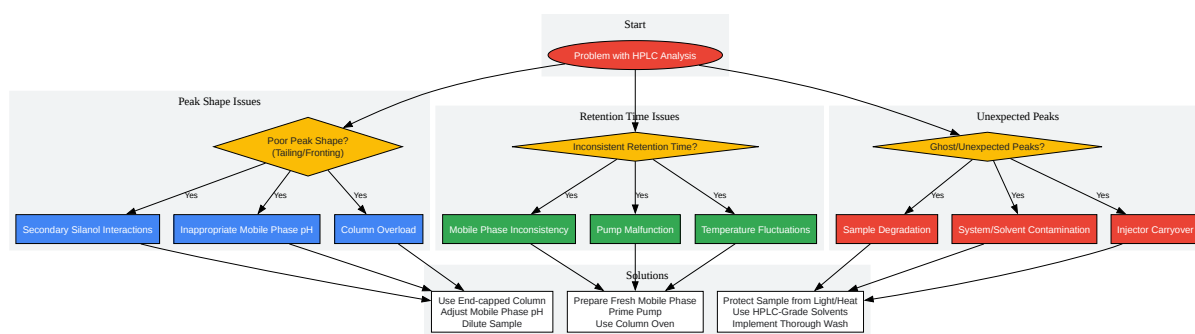 Start
Problem with HPLC Analysis
Peak Shape Issues
Retention Time Issues
Unexpected Peaks
Poor Peak Shape?
(Tailing/Fronting)
Inconsistent Retention Time?
Ghost/Unexpected Peaks?
Yes
Yes
Yes
Yes
Yes
Yes
Yes
Yes
Yes
Secondary Silanol Interactions
Inappropriate Mobile Phase pH
Column Overload
Mobile Phase Inconsistency
Pump Malfunction
Temperature Fluctuations
Sample Degradation
System/Solvent Contamination
Injector Carryover
Solutions
Use End-capped Column
Adjust Mobile Phase pH
Dilute Sample
Prepare Fresh Mobile Phase
Prime Pump
Use Column Oven
Protect Sample from Light/Heat
Use HPLC-Grade Solvents
Implement Thorough Wash